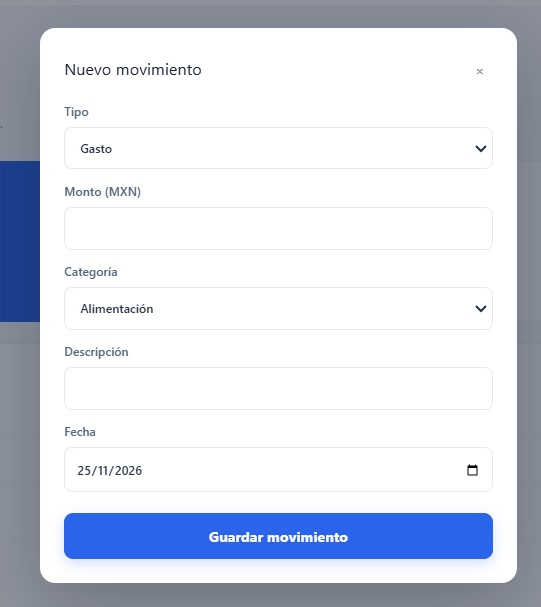 Nuevo movimiento ×
Tipo
Gasto
Monto (MXN)
Categoría
Alimentación
Descripción
Fecha
25/11/2026
Guardar movimiento